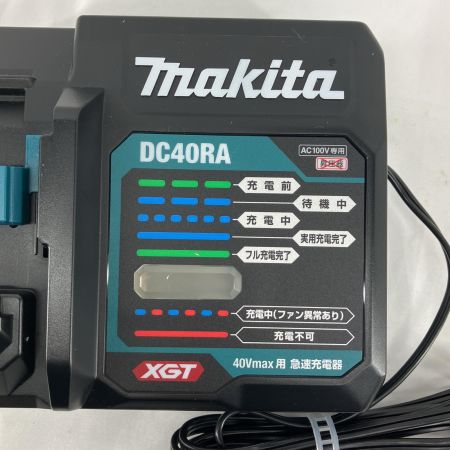 makita
DC40RA
AC100V専用
昇圧器
充電前
待機中
充電中
実用充電完了
フル充電完了
充電中(ファン異常あり)
充電不可
XGT
40Vmax用 急速充電器